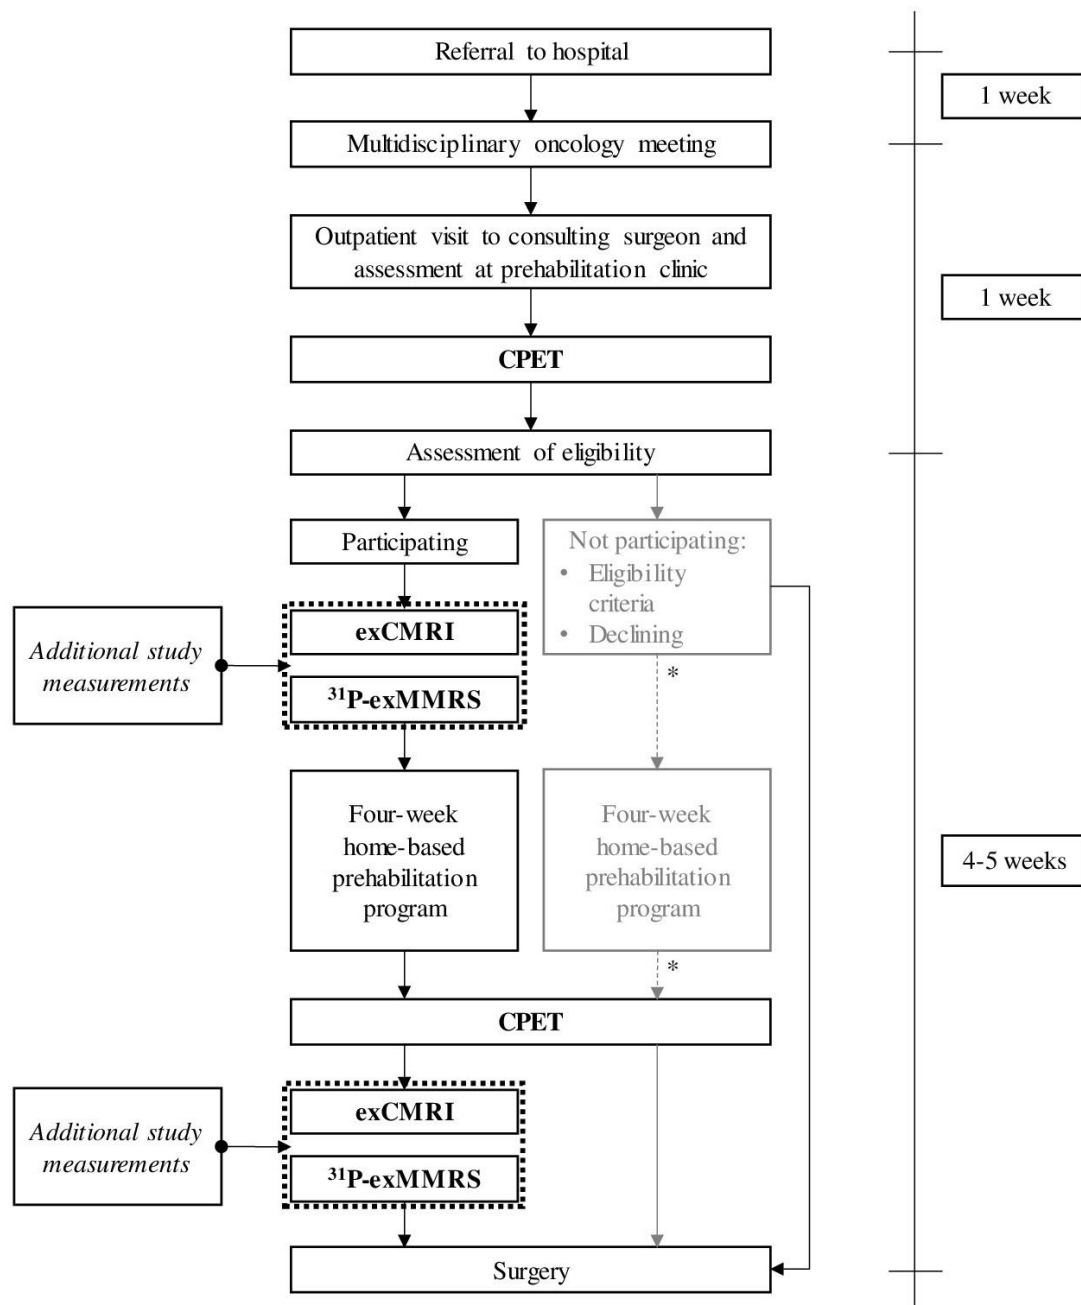 Referral to hospital
1 week
Multidisciplinary oncology meeting
Outpatient visit to consulting surgeon and
assessment at prehabilitation clinic
1 week
CPET
Assessment of eligibility
Participating
Not participating:
• Eligibility
criteria
• Declining
*
Additional study
measurements
exCMRI
³¹P-exMMRS
Four-week
home-based
prehabilitation
program
Four-week
home-based
prehabilitation
program
4-5 weeks
*
CPET
Additional study
measurements
exCMRI
³¹P-exMMRS
Surgery